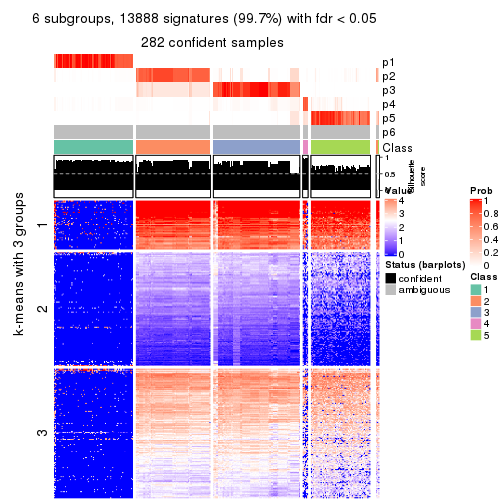 6 subgroups, 13888 signatures (99.7%) with fdr < 0.05
282 confident samples
p1
p2
p3
p4
p5
p6
Class
1
0.5
0
Silhouette
score
k-means with 3 groups
1
2
3
Value
4
3
2
1
0
Status (barplots)
confident
ambiguous
Prob
1
0.8
0.6
0.4
0.2
0
Class
1
2
3
4
5